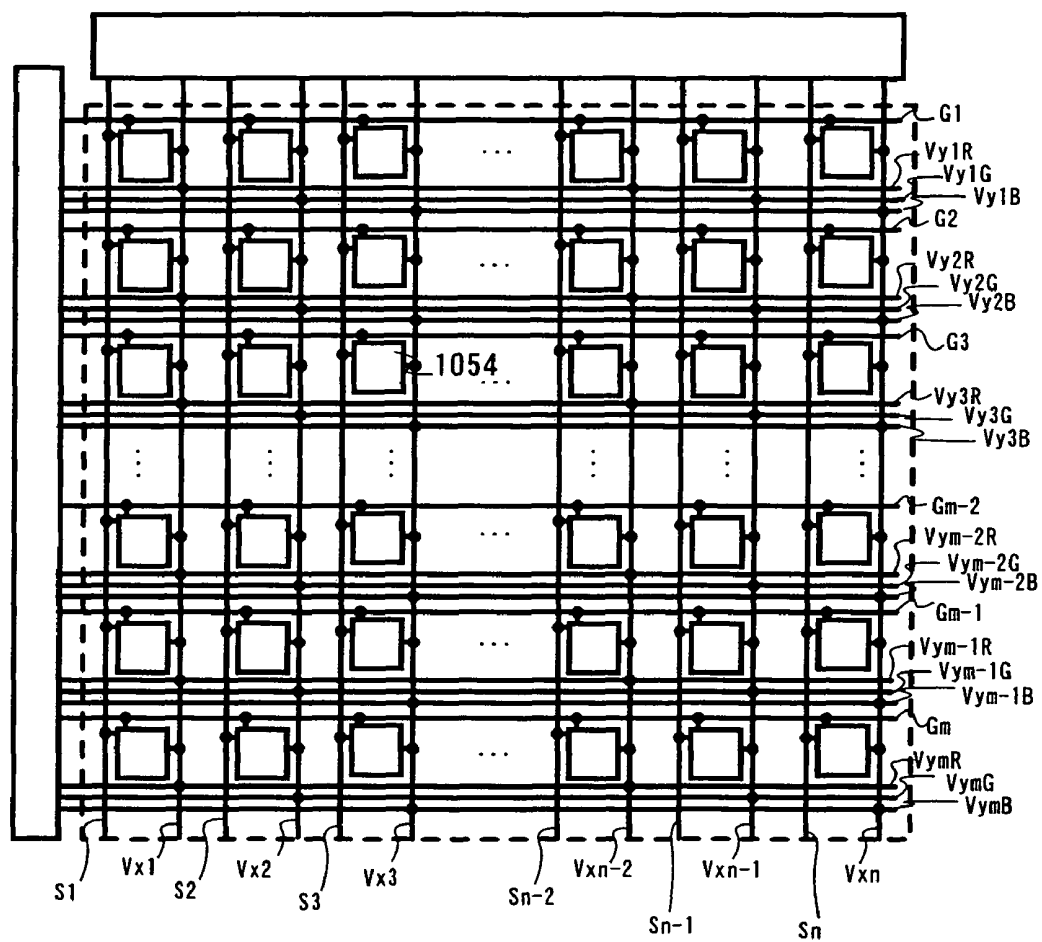 G1
Vy1R
Vy1G
Vy1B
G2
Vy2R
Vy2G
Vy2B
G3
1054
Vy3R
Vy3G
Vy3B
Gm-2
Vym-2R
Vym-2G
Vym-2B
Gm-1
Vym-1R
Vym-1G
Vym-1B
Gm
VymR
VymG
VymB
S1 Vx1 S2 Vx2 S3 Vx3 Sn-2 Vxn-2 Sn-1 Vxn-1 Sn Vxn